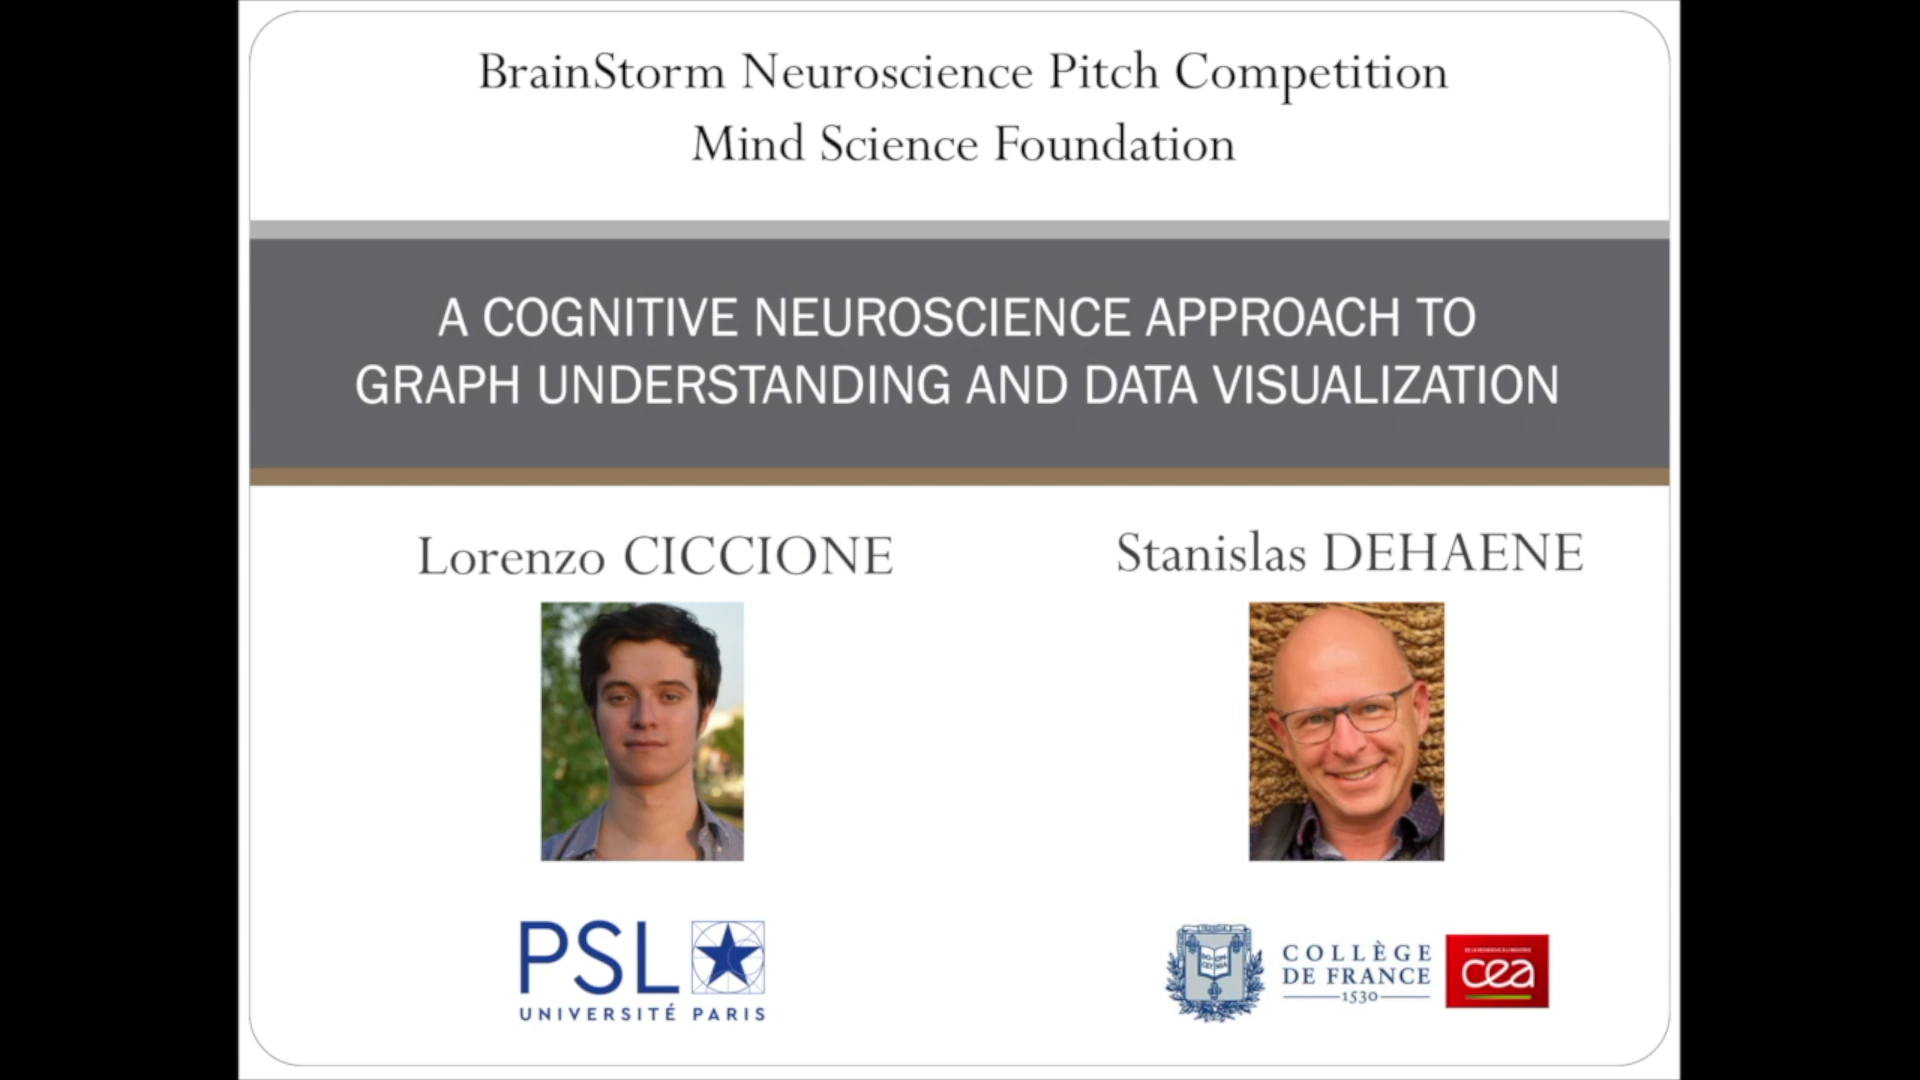 BrainStorm Neuroscience Pitch Competition
Mind Science Foundation
A COGNITIVE NEUROSCIENCE APPROACH TO
GRAPH UNDERSTANDING AND DATA VISUALIZATION
Lorenzo CICCIONE
Stanislas DEHAENE
PSL
UNIVERSITÉ PARIS
COLLÈGE
DE FRANCE
1530
cea